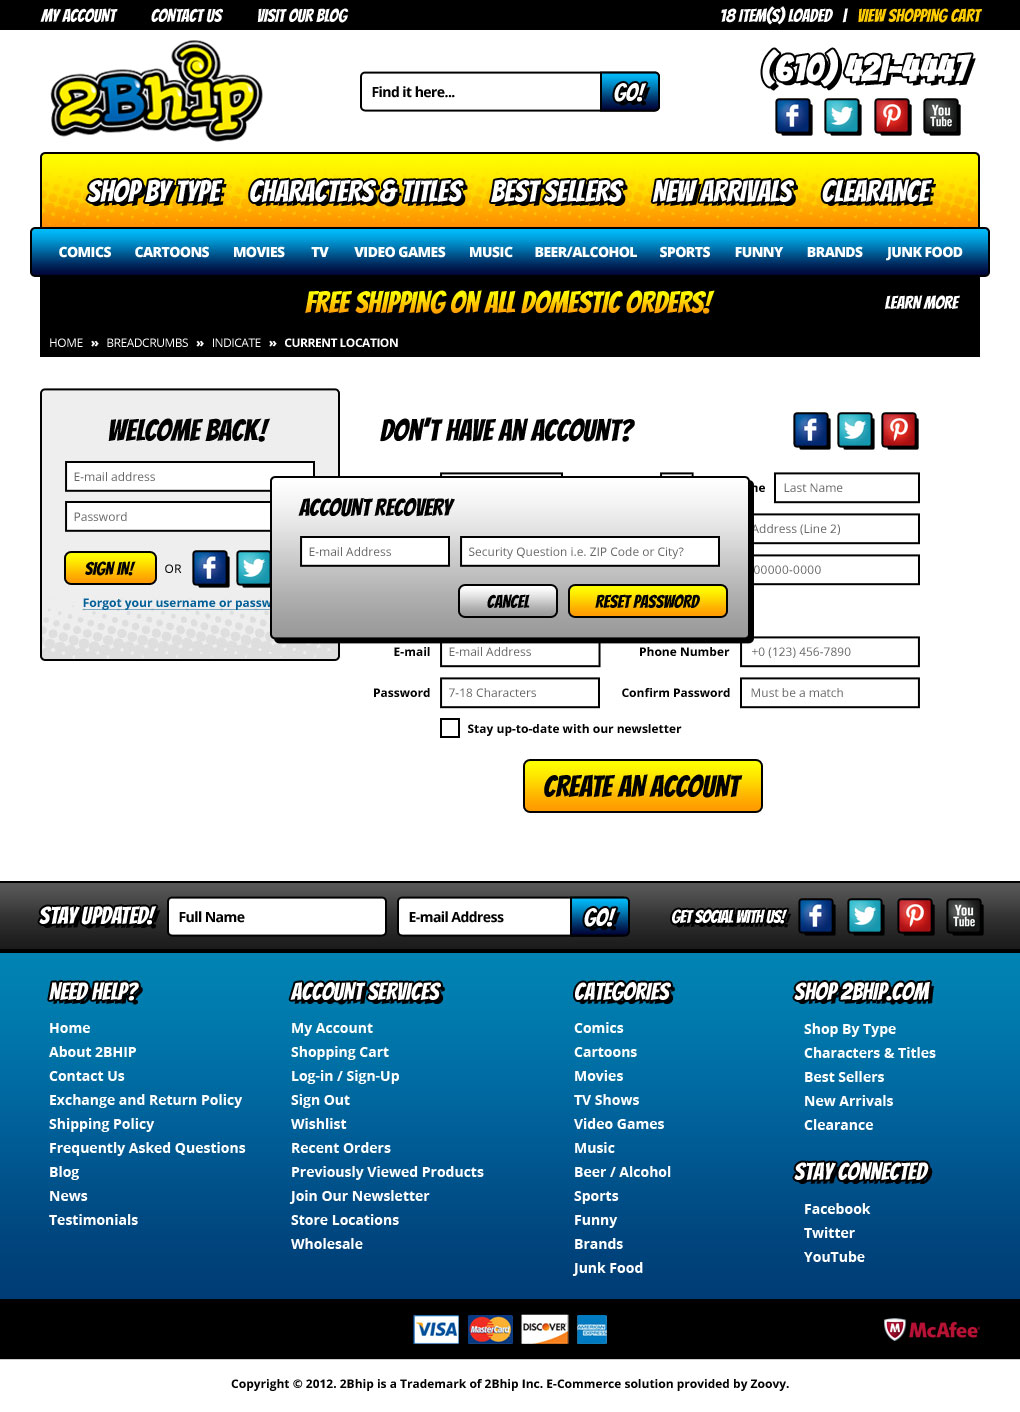 MY ACCOUNT CONTACT US VISIT OUR BLOG 18 ITEM(S) LOADED | VIEW SHOPPING CART
2Bhip
Find it here... GO!
(610) 421-4447
You
Tube
SHOP BY TYPE CHARACTERS & TITLES BEST SELLERS NEW ARRIVALS CLEARANCE
COMICS CARTOONS MOVIES TV VIDEO GAMES MUSIC BEER/ALCOHOL SPORTS FUNNY BRANDS JUNK FOOD
FREE SHIPPING ON ALL DOMESTIC ORDERS! LEARN MORE
HOME » BREADCRUMBS » INDICATE » CURRENT LOCATION
WELCOME BACK!
E-mail address
Password
SIGN IN! OR
Forgot your username or passw
DON'T HAVE AN ACCOUNT?
ne Last Name
Address (Line 2)
00000-0000
ACCOUNT RECOVERY
E-mail Address Security Question i.e. ZIP Code or City?
CANCEL RESET PASSWORD
E-mail E-mail Address Phone Number +0 (123) 456-7890
Password 7-18 Characters Confirm Password Must be a match
Stay up-to-date with our newsletter
CREATE AN ACCOUNT
STAY UPDATED! Full Name E-mail Address GO! GET SOCIAL WITH US! You
Tube
NEED HELP?
Home
About 2BHIP
Contact Us
Exchange and Return Policy
Shipping Policy
Frequently Asked Questions
Blog
News
Testimonials
ACCOUNT SERVICES
My Account
Shopping Cart
Log-in / Sign-Up
Sign Out
Wishlist
Recent Orders
Previously Viewed Products
Join Our Newsletter
Store Locations
Wholesale
CATEGORIES
Comics
Cartoons
Movies
TV Shows
Video Games
Music
Beer / Alcohol
Sports
Funny
Brands
Junk Food
SHOP 2BHIP.COM
Shop By Type
Characters & Titles
Best Sellers
New Arrivals
Clearance
STAY CONNECTED
Facebook
Twitter
YouTube
VISA MasterCard DISCOVER AMERICAN EXPRESS McAfee
Copyright © 2012. 2Bhip is a Trademark of 2Bhip Inc. E-Commerce solution provided by Zoovy.